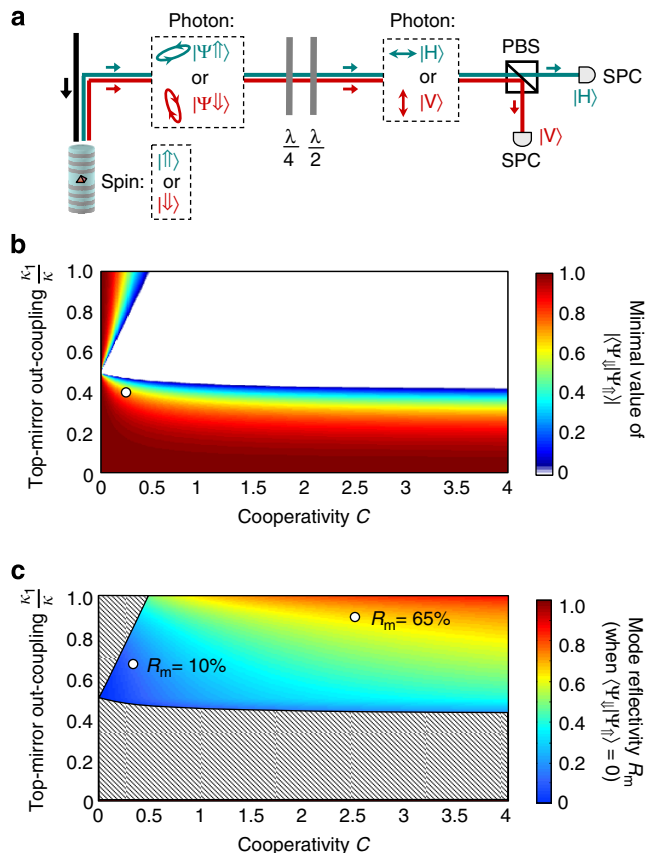 a
Photon:
Photon:
|Ψ⇑⟩
or
|Ψ⇓⟩
|H⟩
or
|V⟩
PBS
SPC
|H⟩
|V⟩
SPC
λ/4
λ/2
Spin:
|⇑⟩
or
|⇓⟩
b
Top-mirror out-coupling κ1/κ
1.0
0.8
0.6
0.4
0.2
0
0 0.5 1 1.5 2 2.5 3 3.5 4
Cooperativity C
1.0
0.8
0.6
0.4
0.2
0
Minimal value of
|⟨Ψ⇓|Ψ⇑⟩|
c
Top-mirror out-coupling κ1/κ
1.0
0.8
0.6
0.4
0.2
0
Rm= 65%
Rm= 10%
0 0.5 1 1.5 2 2.5 3 3.5 4
Cooperativity C
1.0
0.8
0.6
0.4
0.2
0
Mode reflectivity Rm
(when ⟨Ψ⇓|Ψ⇑⟩ = 0)